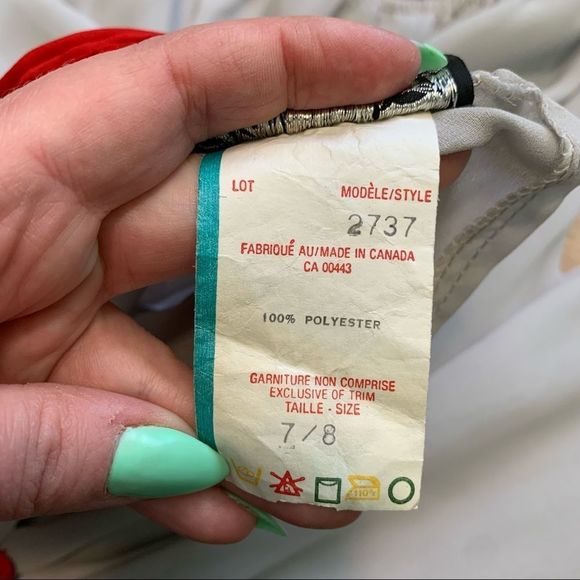 LOT MODÈLE/STYLE
2737
FABRIQUÉ AU/MADE IN CANADA
CA 00443
100% POLYESTER
GARNITURE NON COMPRISE
EXCLUSIVE OF TRIM
TAILLE - SIZE
7/8